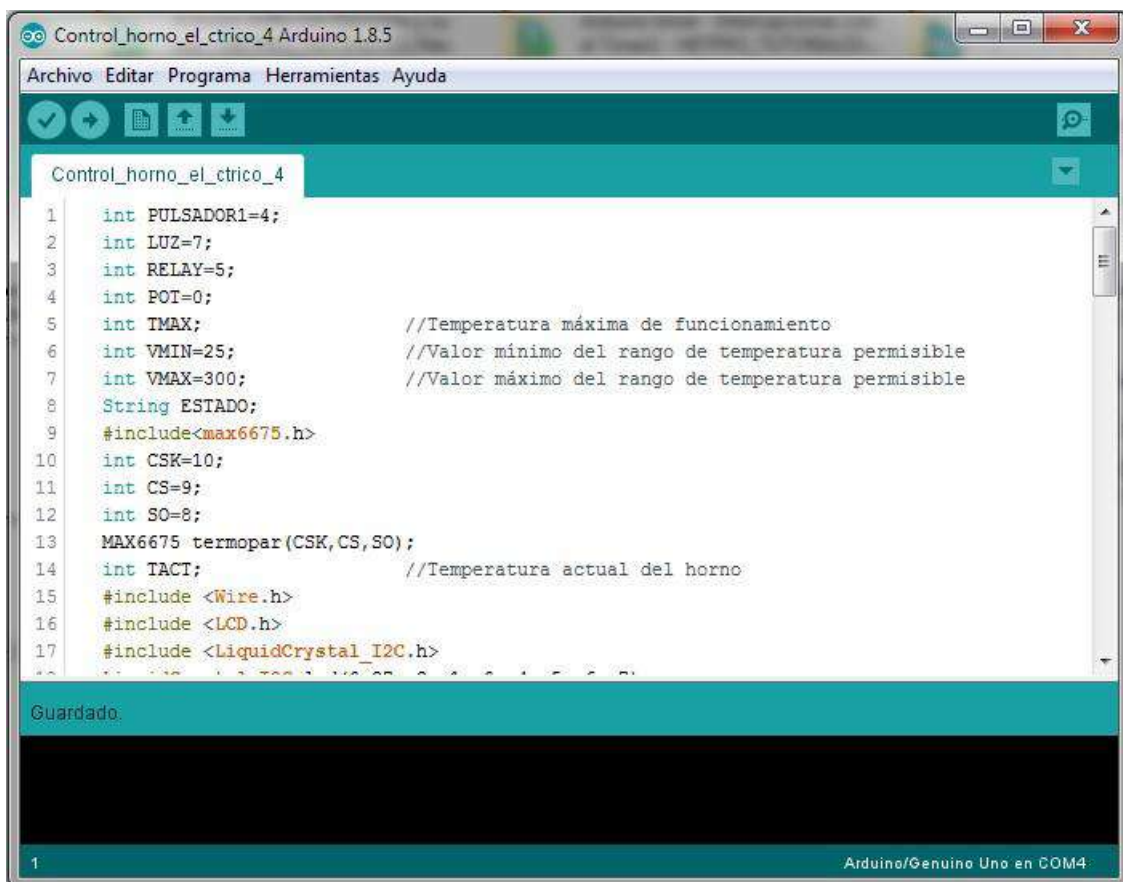 Control_horno_el_ctrico_4 Arduino 1.8.5
Archivo Editar Programa Herramientas Ayuda
Control_horno_el_ctrico_4
1 int PULSADOR1=4;
2 int LUZ=7;
3 int RELAY=5;
4 int POT=0;
5 int TMAX; //Temperatura máxima de funcionamiento
6 int VMIN=25; //Valor mínimo del rango de temperatura permisible
7 int VMAX=300; //Valor máximo del rango de temperatura permisible
8 String ESTADO;
9 #include<max6675.h>
10 int CSK=10;
11 int CS=9;
12 int SO=8;
13 MAX6675 termopar(CSK,CS,SO);
14 int TACT; //Temperatura actual del horno
15 #include <Wire.h>
16 #include <LCD.h>
17 #include <LiquidCrystal_I2C.h>
Guardado.
1 Arduino/Genuino Uno en COM4